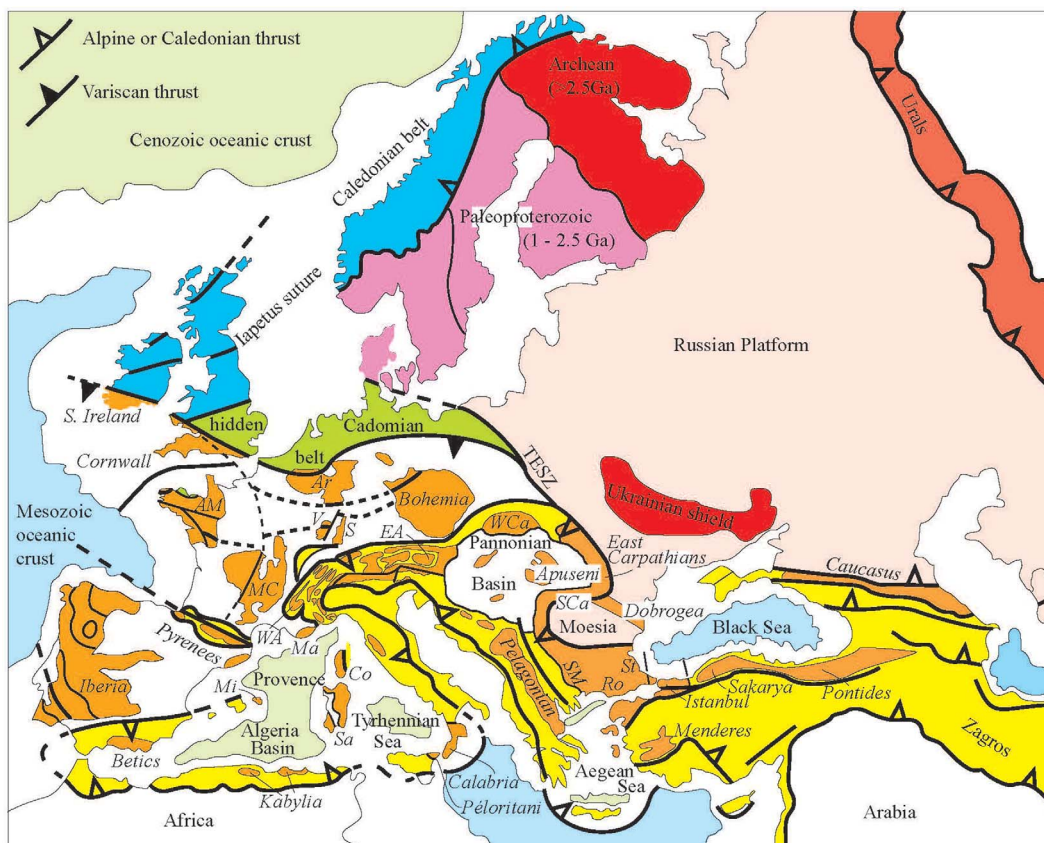 Alpine or Caledonian thrust
Variscan thrust
Cenozoic oceanic crust
Archean
(>2.5Ga)
Urals
Caledonian belt
Paleoproterozoic
(1 - 2.5 Ga)
Iapetus suture
Russian Platform
S. Ireland
hidden
Cadomian
belt
Cornwall
TESZ
Ar
Bohemia
Ukrainian shield
Mesozoic
oceanic
crust
AM
V
S
EA
WCa
Pannonian
Basin
East
Carpathians
Apuseni
Caucasus
MC
SCa
Dobrogea
Moesia
Black Sea
Pyrenees
WA
Ma
Iberia
Mi
Provence
Co
Pelagonian
SM
St
Ro
Sakarya
Istanbul
Pontides
Algeria
Basin
Sa
Tyrhennian
Sea
Menderes
Zagros
Betics
Kabylia
Calabria
Péloritani
Aegean
Sea
Africa
Arabia